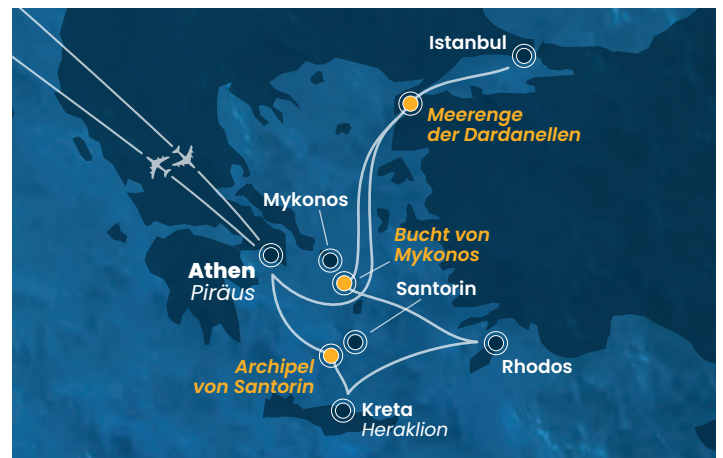 Istanbul
Meerenge
der Dardanellen
Mykonos
Bucht von
Mykonos
Athen
Piräus
Santorin
Archipel
von Santorin
Rhodos
Kreta
Heraklion